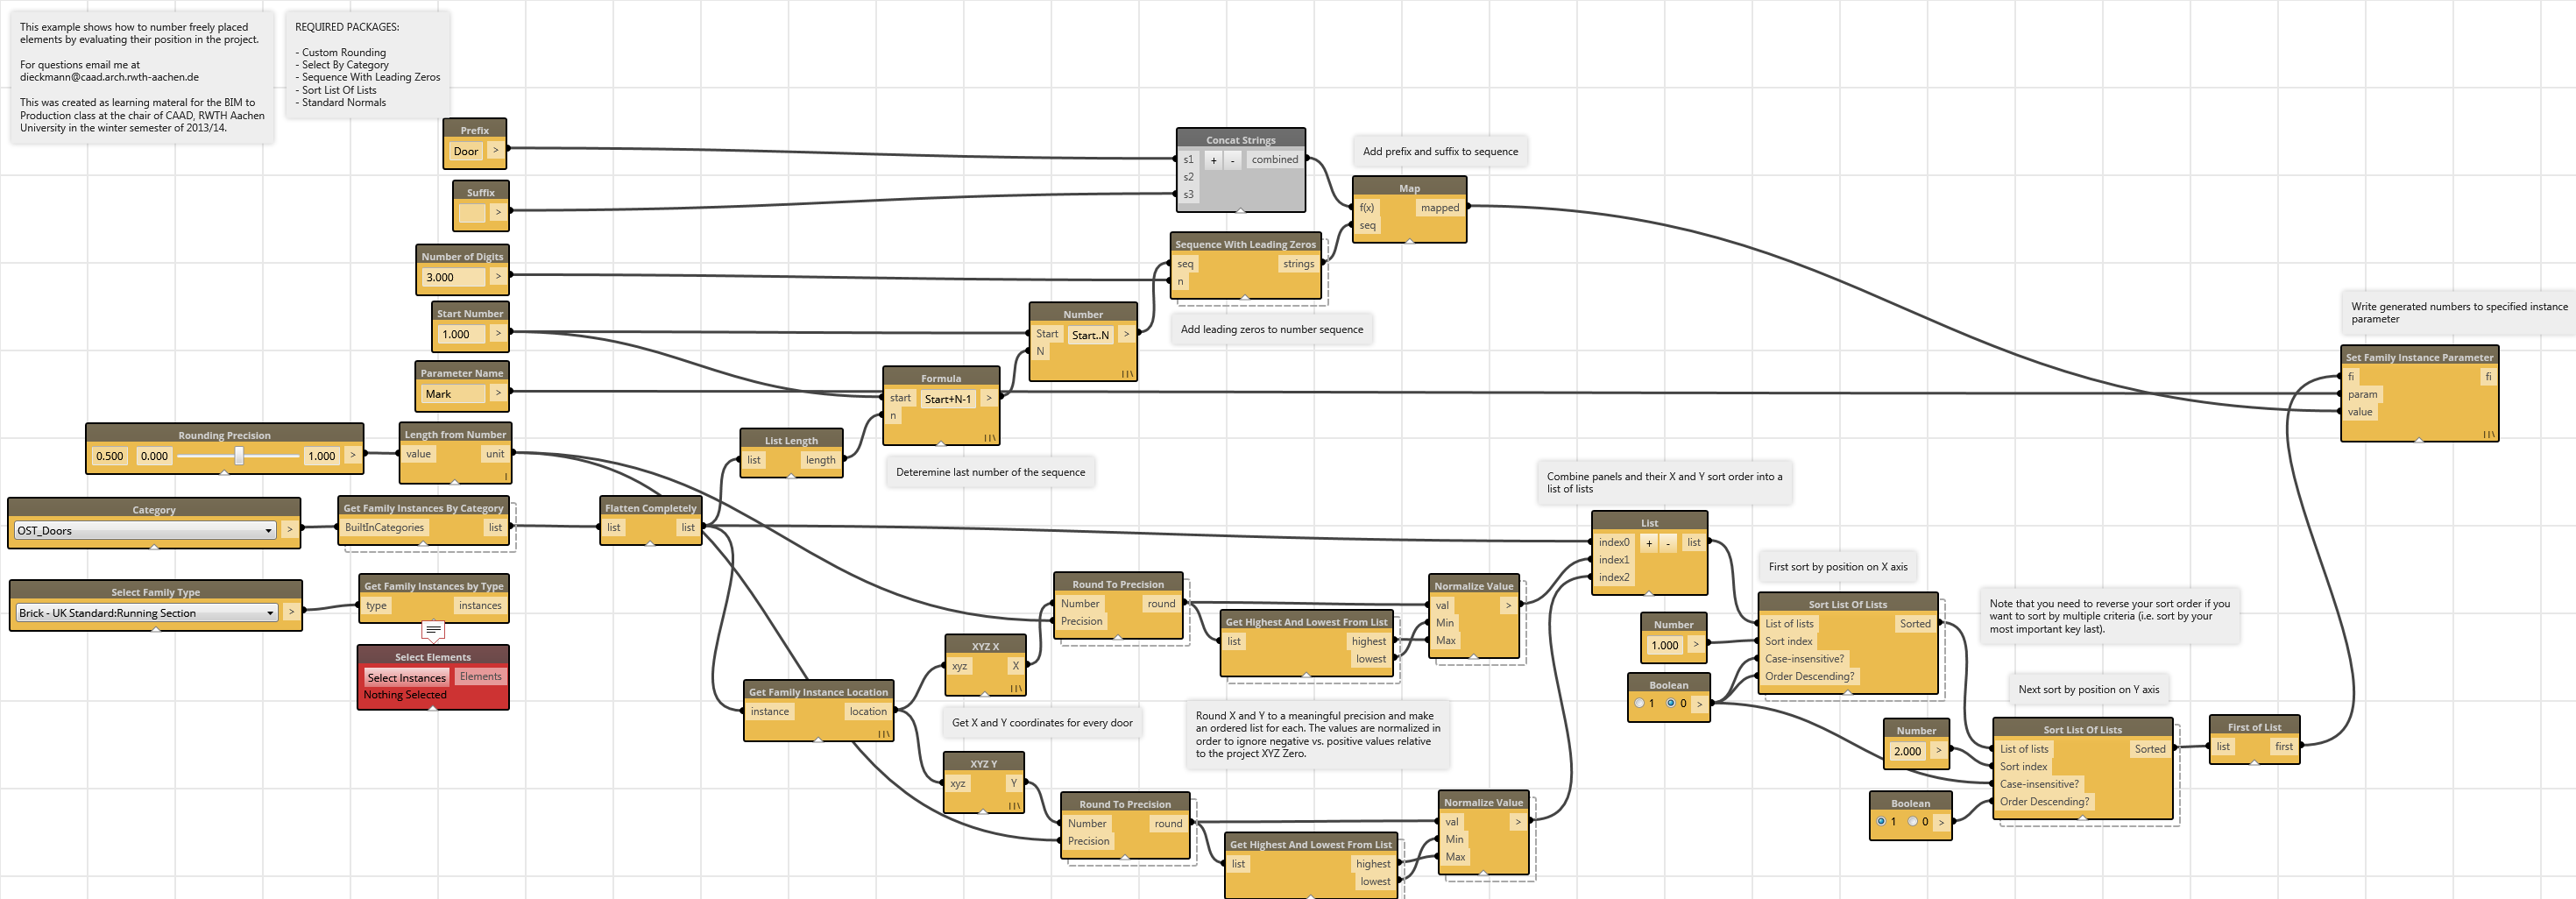 This example shows how to number freely placed
elements by evaluating their position in the project.
For questions email me at
dieckmann@caad.arch.rwth-aachen.de
This was created as learning materal for the BIM to
Production class at the chair of CAAD, RWTH Aachen
University in the winter semester of 2013/14.
REQUIRED PACKAGES:
- Custom Rounding
- Select By Category
- Sequence With Leading Zeros
- Sort List Of Lists
- Standard Normals
Prefix
Door >
Suffix
>
Number of Digits
3.000 >
Start Number
1.000 >
Parameter Name
Mark >
Rounding Precision
0.500 0.000 1.000 >
Length from Number
value unit
Category
OST_Doors >
Get Family Instances By Category
BuiltInCategories list
Select Family Type
Brick - UK Standard:Running Section >
Get Family Instances by Type
type instances
Select Elements
Select Instances Elements
Nothing Selected
Flatten Completely
list list
List Length
list length
Formula
start Start+N-1 >
n
Deteremine last number of the sequence
Number
Start Start..N >
N
Concat Strings
s1 + - combined
s2
s3
Sequence With Leading Zeros
seq strings
n
Add leading zeros to number sequence
Add prefix and suffix to sequence
Map
f(x) mapped
seq
Get Family Instance Location
instance location
XYZ X
xyz X
Get X and Y coordinates for every door
XYZ Y
xyz Y
Round To Precision
Number round
Precision
Get Highest And Lowest From List
list highest
lowest
Normalize Value
val >
Min
Max
Round X and Y to a meaningful precision and make
an ordered list for each. The values are normalized in
order to ignore negative vs. positive values relative
to the project XYZ Zero.
Round To Precision
Number round
Precision
Get Highest And Lowest From List
list highest
lowest
Normalize Value
val >
Min
Max
Combine panels and their X and Y sort order into a
list of lists
List
index0 + - list
index1
index2
First sort by position on X axis
Number
1.000 >
Boolean
1 0 >
Sort List Of Lists
List of lists Sorted
Sort index
Case-insensitive?
Order Descending?
Note that you need to reverse your sort order if you
want to sort by multiple criteria (i.e. sort by your
most important key last).
Next sort by position on Y axis
Number
2.000 >
Boolean
1 0 >
Sort List Of Lists
List of lists Sorted
Sort index
Case-insensitive?
Order Descending?
First of List
list first
Write generated numbers to specified instance
parameter
Set Family Instance Parameter
fi fi
param
value